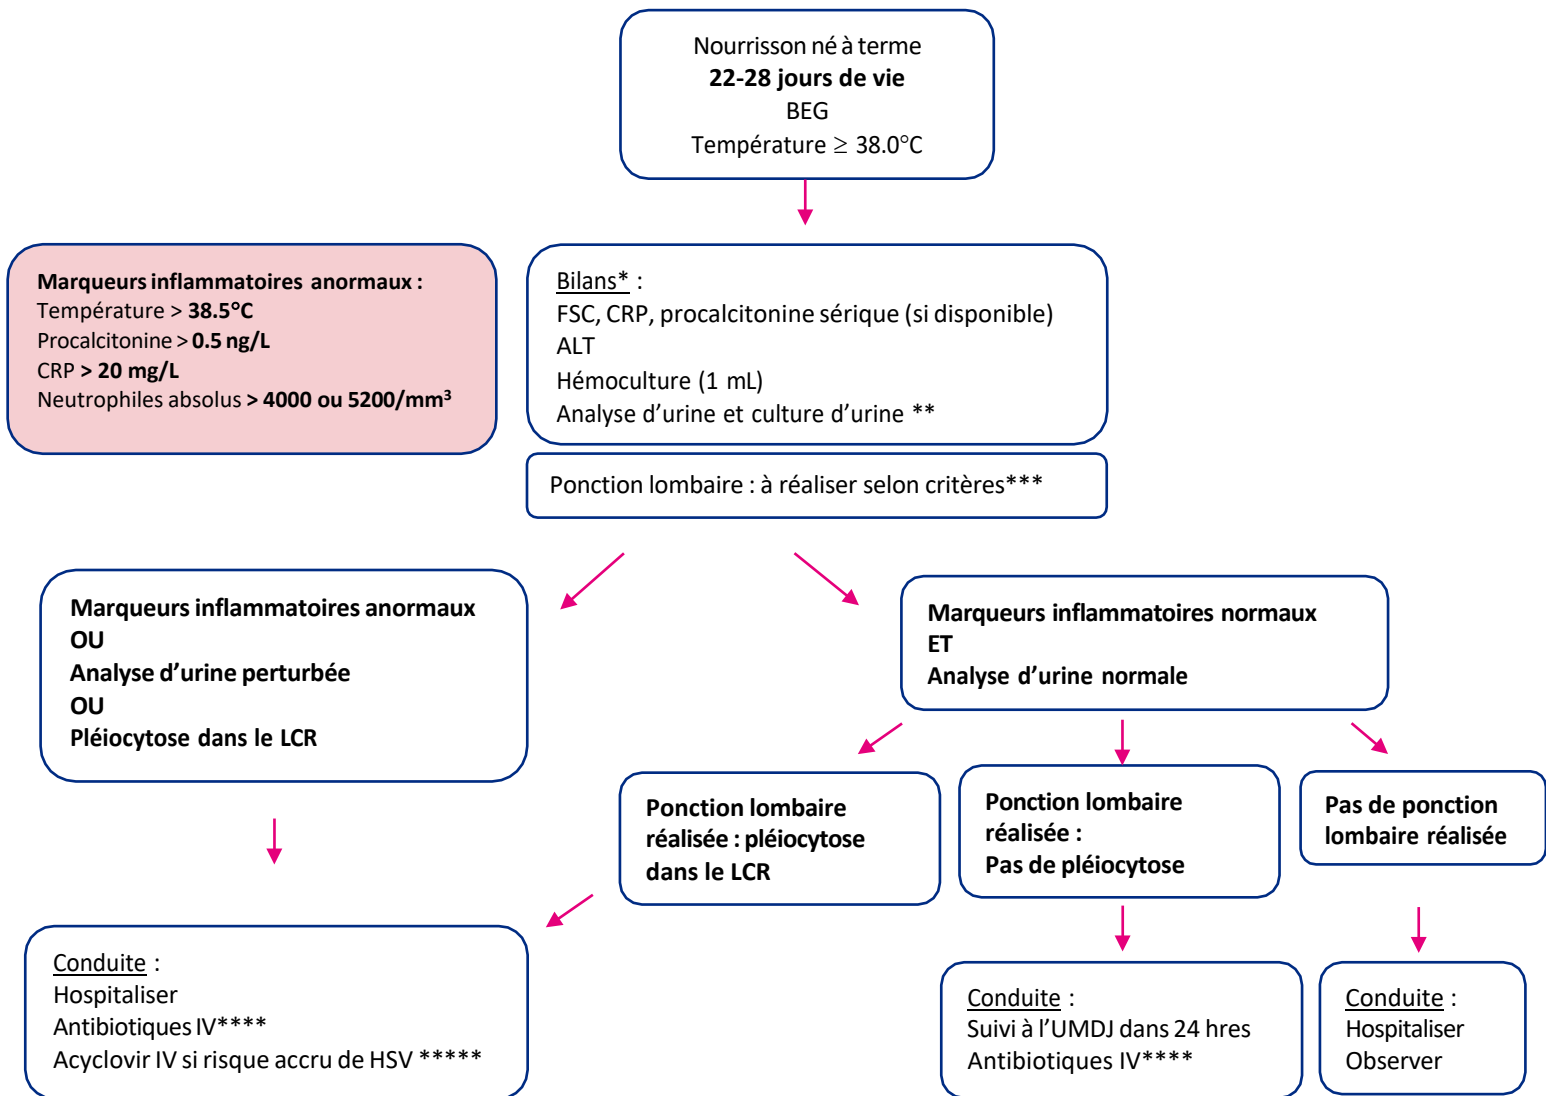 Nourrisson né à terme
22-28 jours de vie
BEG
Température ≥ 38.0°C
Marqueurs inflammatoires anormaux :
Température > 38.5°C
Procalcitonine > 0.5 ng/L
CRP > 20 mg/L
Neutrophiles absolus > 4000 ou 5200/mm³
Bilans* :
FSC, CRP, procalcitonine sérique (si disponible)
ALT
Hémoculture (1 mL)
Analyse d’urine et culture d’urine **
Ponction lombaire : à réaliser selon critères***
Marqueurs inflammatoires anormaux
OU
Analyse d’urine perturbée
OU
Pléiocytose dans le LCR
Marqueurs inflammatoires normaux
ET
Analyse d’urine normale
Ponction lombaire
réalisée : pléiocytose
dans le LCR
Ponction lombaire
réalisée :
Pas de pléiocytose
Pas de ponction
lombaire réalisée
Conduite :
Hospitaliser
Antibiotiques IV****
Acyclovir IV si risque accru de HSV *****
Conduite :
Suivi à l’UMDJ dans 24 hres
Antibiotiques IV****
Conduite :
Hospitaliser
Observer